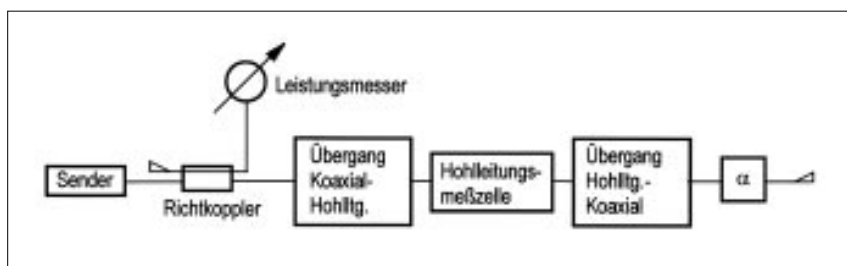 Leistungsmesser
Sender
Richtkoppler
Übergang
Koaxial-
Hohlltg.
Hohlleitungs-
meßzelle
Übergang
Hohlltg.-
Koaxial
α